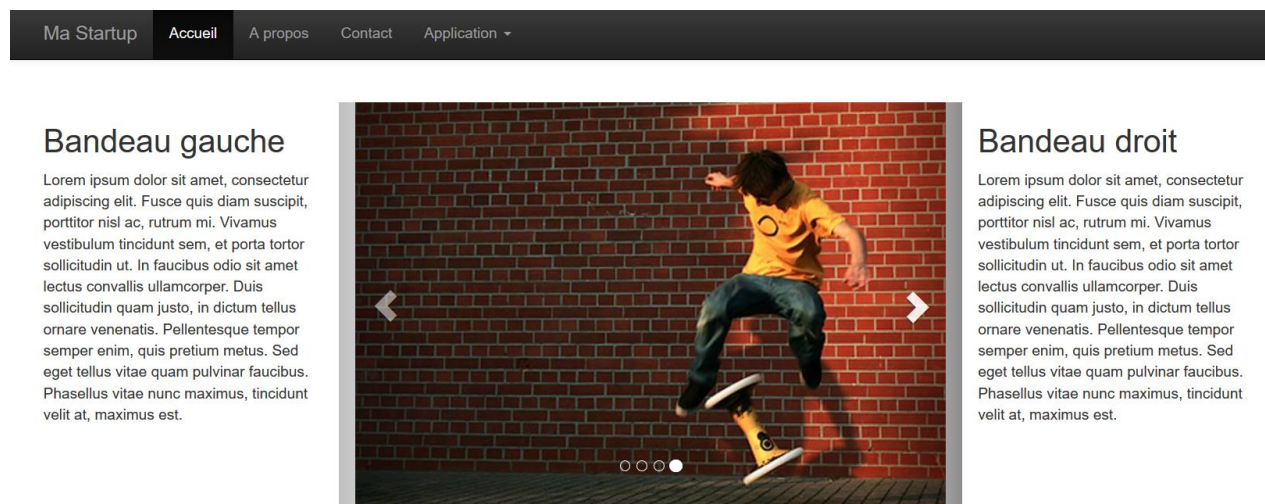 Ma Startup Accueil A propos Contact Application
Bandeau gauche
Lorem ipsum dolor sit amet, consectetur
adipiscing elit. Fusce quis diam suscipit,
porttitor nisl ac, rutrum mi. Vivamus
vestibulum tincidunt sem, et porta tortor
sollicitudin ut. In faucibus odio sit amet
lectus convallis ullamcorper. Duis
sollicitudin quam justo, in dictum tellus
ornare venenatis. Pellentesque tempor
semper enim, quis pretium metus. Sed
eget tellus vitae quam pulvinar faucibus.
Phasellus vitae nunc maximus, tincidunt
velit at, maximus est.
Bandeau droit
Lorem ipsum dolor sit amet, consectetur
adipiscing elit. Fusce quis diam suscipit,
porttitor nisl ac, rutrum mi. Vivamus
vestibulum tincidunt sem, et porta tortor
sollicitudin ut. In faucibus odio sit amet
lectus convallis ullamcorper. Duis
sollicitudin quam justo, in dictum tellus
ornare venenatis. Pellentesque tempor
semper enim, quis pretium metus. Sed
eget tellus vitae quam pulvinar faucibus.
Phasellus vitae nunc maximus, tincidunt
velit at, maximus est.